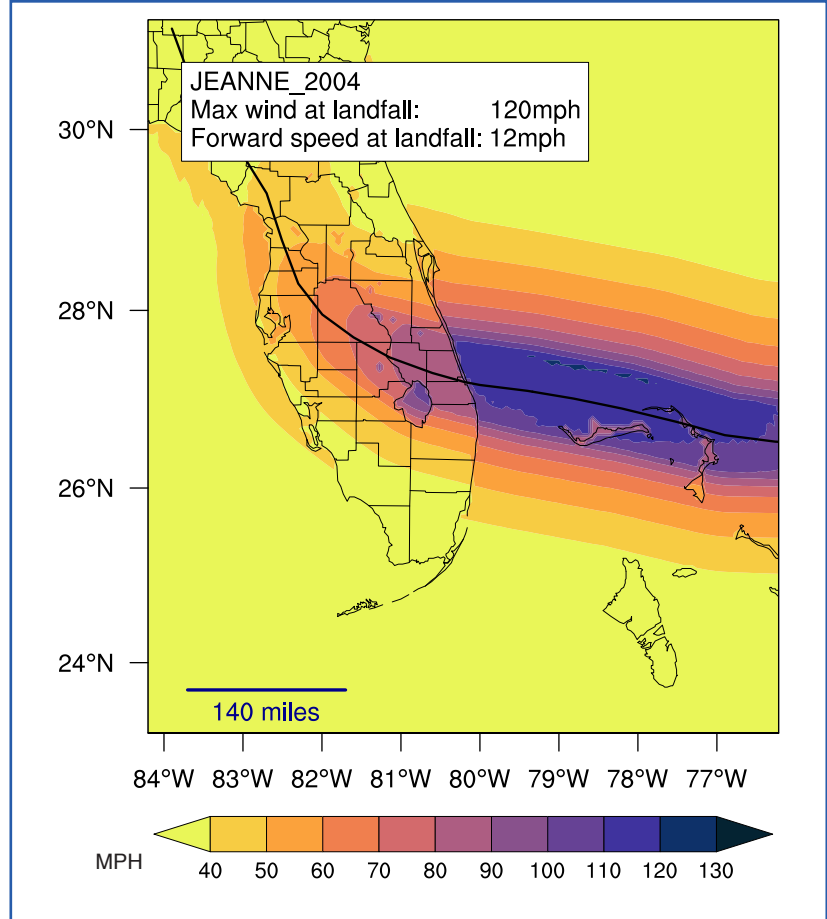 JEANNE_2004
Max wind at landfall: 120mph
Forward speed at landfall: 12mph
30°N
28°N
26°N
24°N
140 miles
84°W 83°W 82°W 81°W 80°W 79°W 78°W 77°W
MPH
40 50 60 70 80 90 100 110 120 130